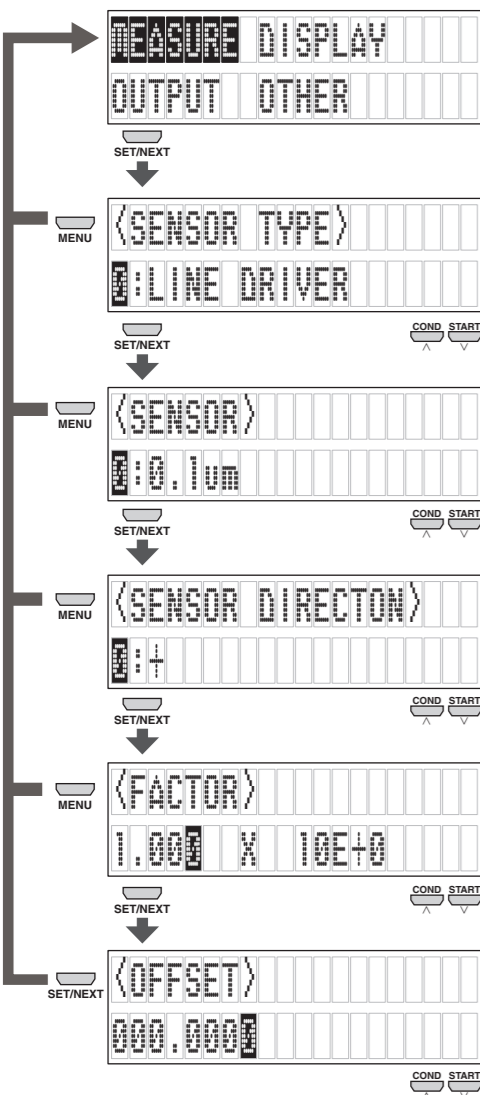 MEASURE DISPLAY
OUTPUT OTHER
SET/NEXT
MENU
<SENSOR TYPE>
0:LINE DRIVER
SET/NEXT
COND START
MENU
<SENSOR>
0:0.1um
SET/NEXT
COND START
MENU
<SENSOR DIRECTON>
0:+
SET/NEXT
COND START
MENU
<FACTOR>
1.000 X 10E+0
SET/NEXT
COND START
SET/NEXT
<OFFSET>
000.0000
COND START